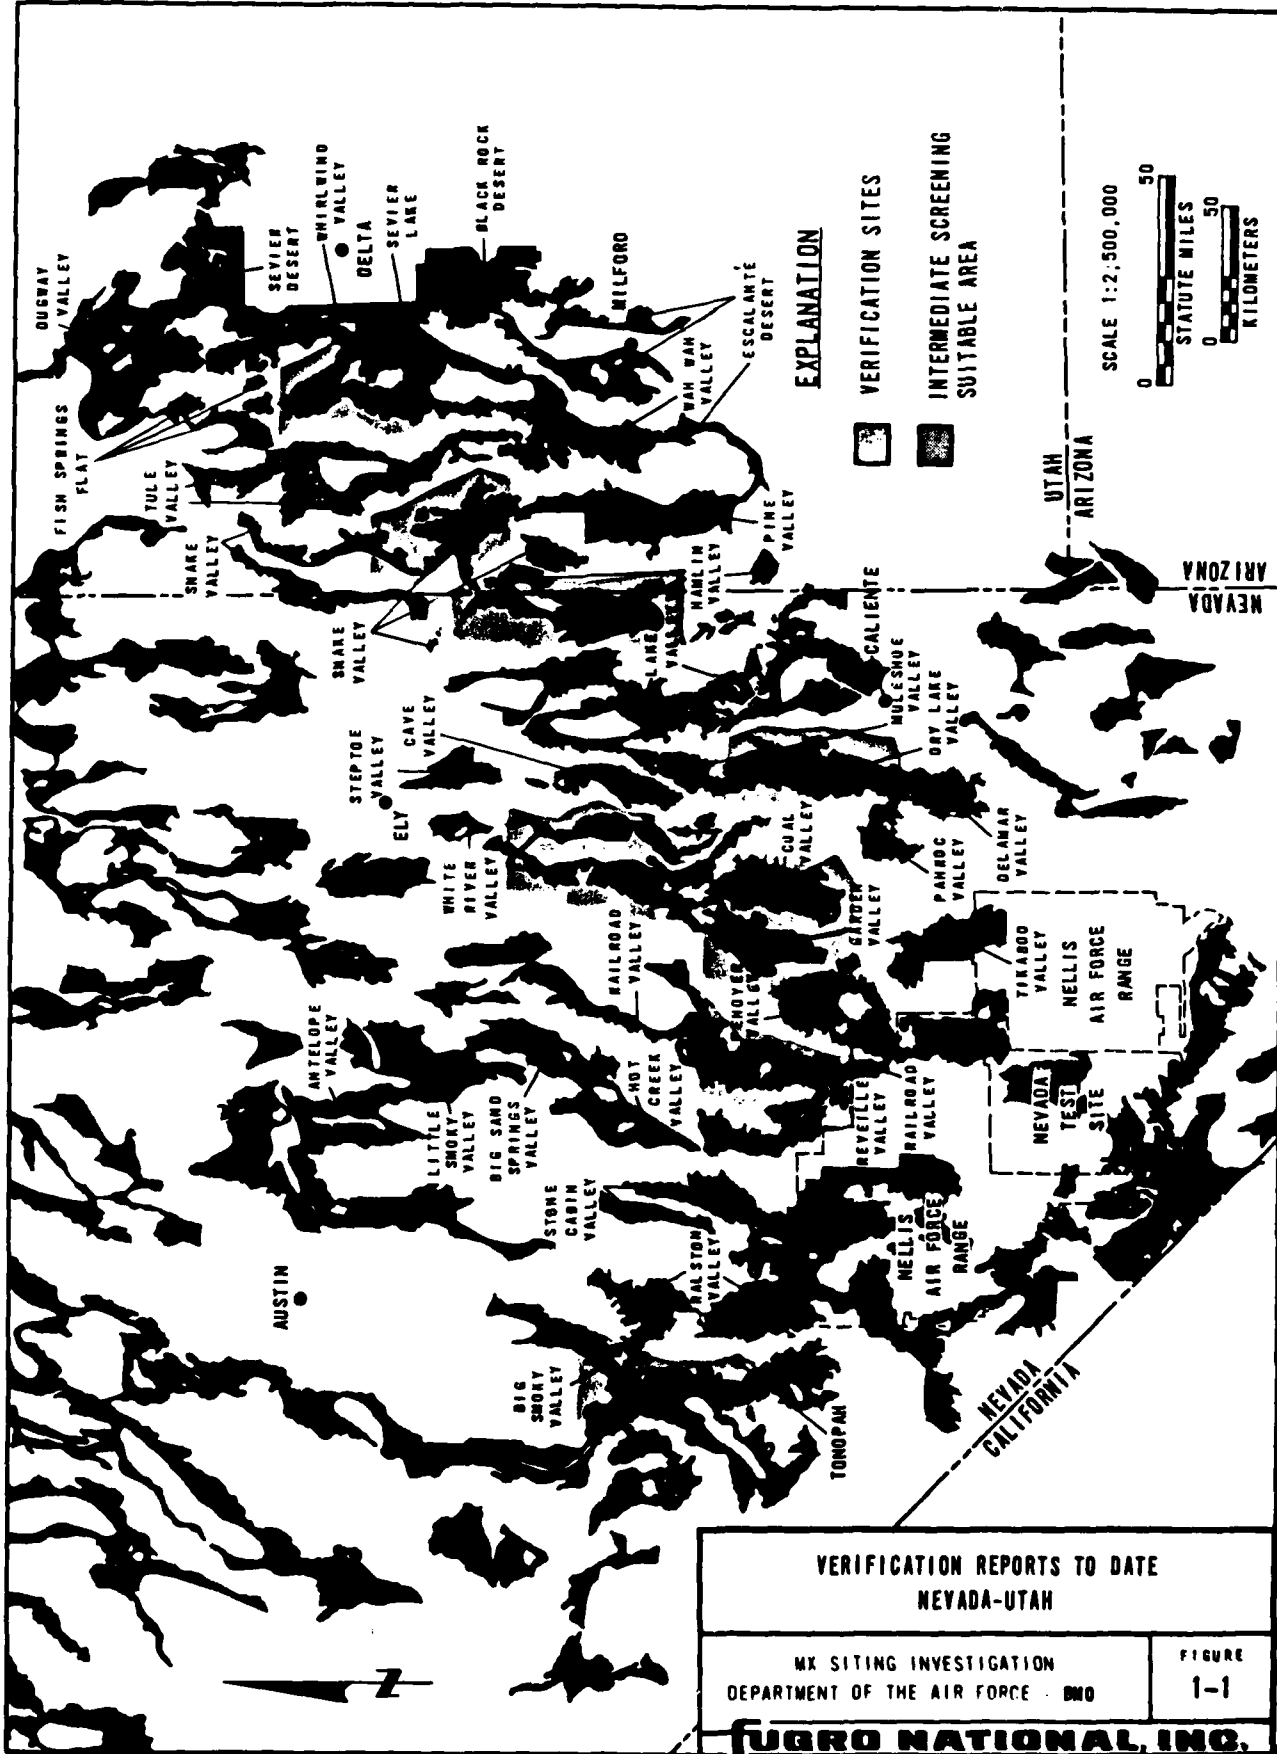 DUGWAY
VALLEY
FISH SPRINGS
FLAT
TULE
VALLEY
SNAKE
VALLEY
SEVIER
DESERT
WHIRLWIND
VALLEY
DELTA
SEVIER
LAKE
BLACK ROCK
DESERT
MILFORD
ESCALANTE
DESERT
WAH WAH
VALLEY
PINE
VALLEY
HAMLIN
VALLEY
SNAKE
VALLEY
LAKE
VALLEY
CALIENTE
MULESHOE
VALLEY
DRY LAKE
VALLEY
DELAMAR
VALLEY
PAHROC
VALLEY
STEPTOE
VALLEY
ELY
CAVE
VALLEY
WHITE
RIVER
VALLEY
COAL
VALLEY
GARDEN
VALLEY
RAILROAD
VALLEY
PENOYER
VALLEY
TIKABOO
VALLEY
NELLIS
AIR FORCE
RANGE
ANTELOPE
VALLEY
LITTLE
SMOKY
VALLEY
BIG SAND
SPRINGS
VALLEY
HOT
CREEK
VALLEY
REVEILLE
VALLEY
RAILROAD
VALLEY
NEVADA
TEST
SITE
STONE
CABIN
VALLEY
RALSTON
VALLEY
NELLIS
AIR FORCE
RANGE
AUSTIN
BIG
SMOKY
VALLEY
TONOPAH
NEVADA
CALIFORNIA
UTAH
ARIZONA
NEVADA
ARIZONA
EXPLANATION
VERIFICATION SITES
INTERMEDIATE SCREENING
SUITABLE AREA
SCALE 1:2,500,000
0 50
STATUTE MILES
0 50
KILOMETERS
N
VERIFICATION REPORTS TO DATE
NEVADA-UTAH
MX SITING INVESTIGATION
DEPARTMENT OF THE AIR FORCE - BMO
FIGURE
1-1
FUGRO NATIONAL, INC.